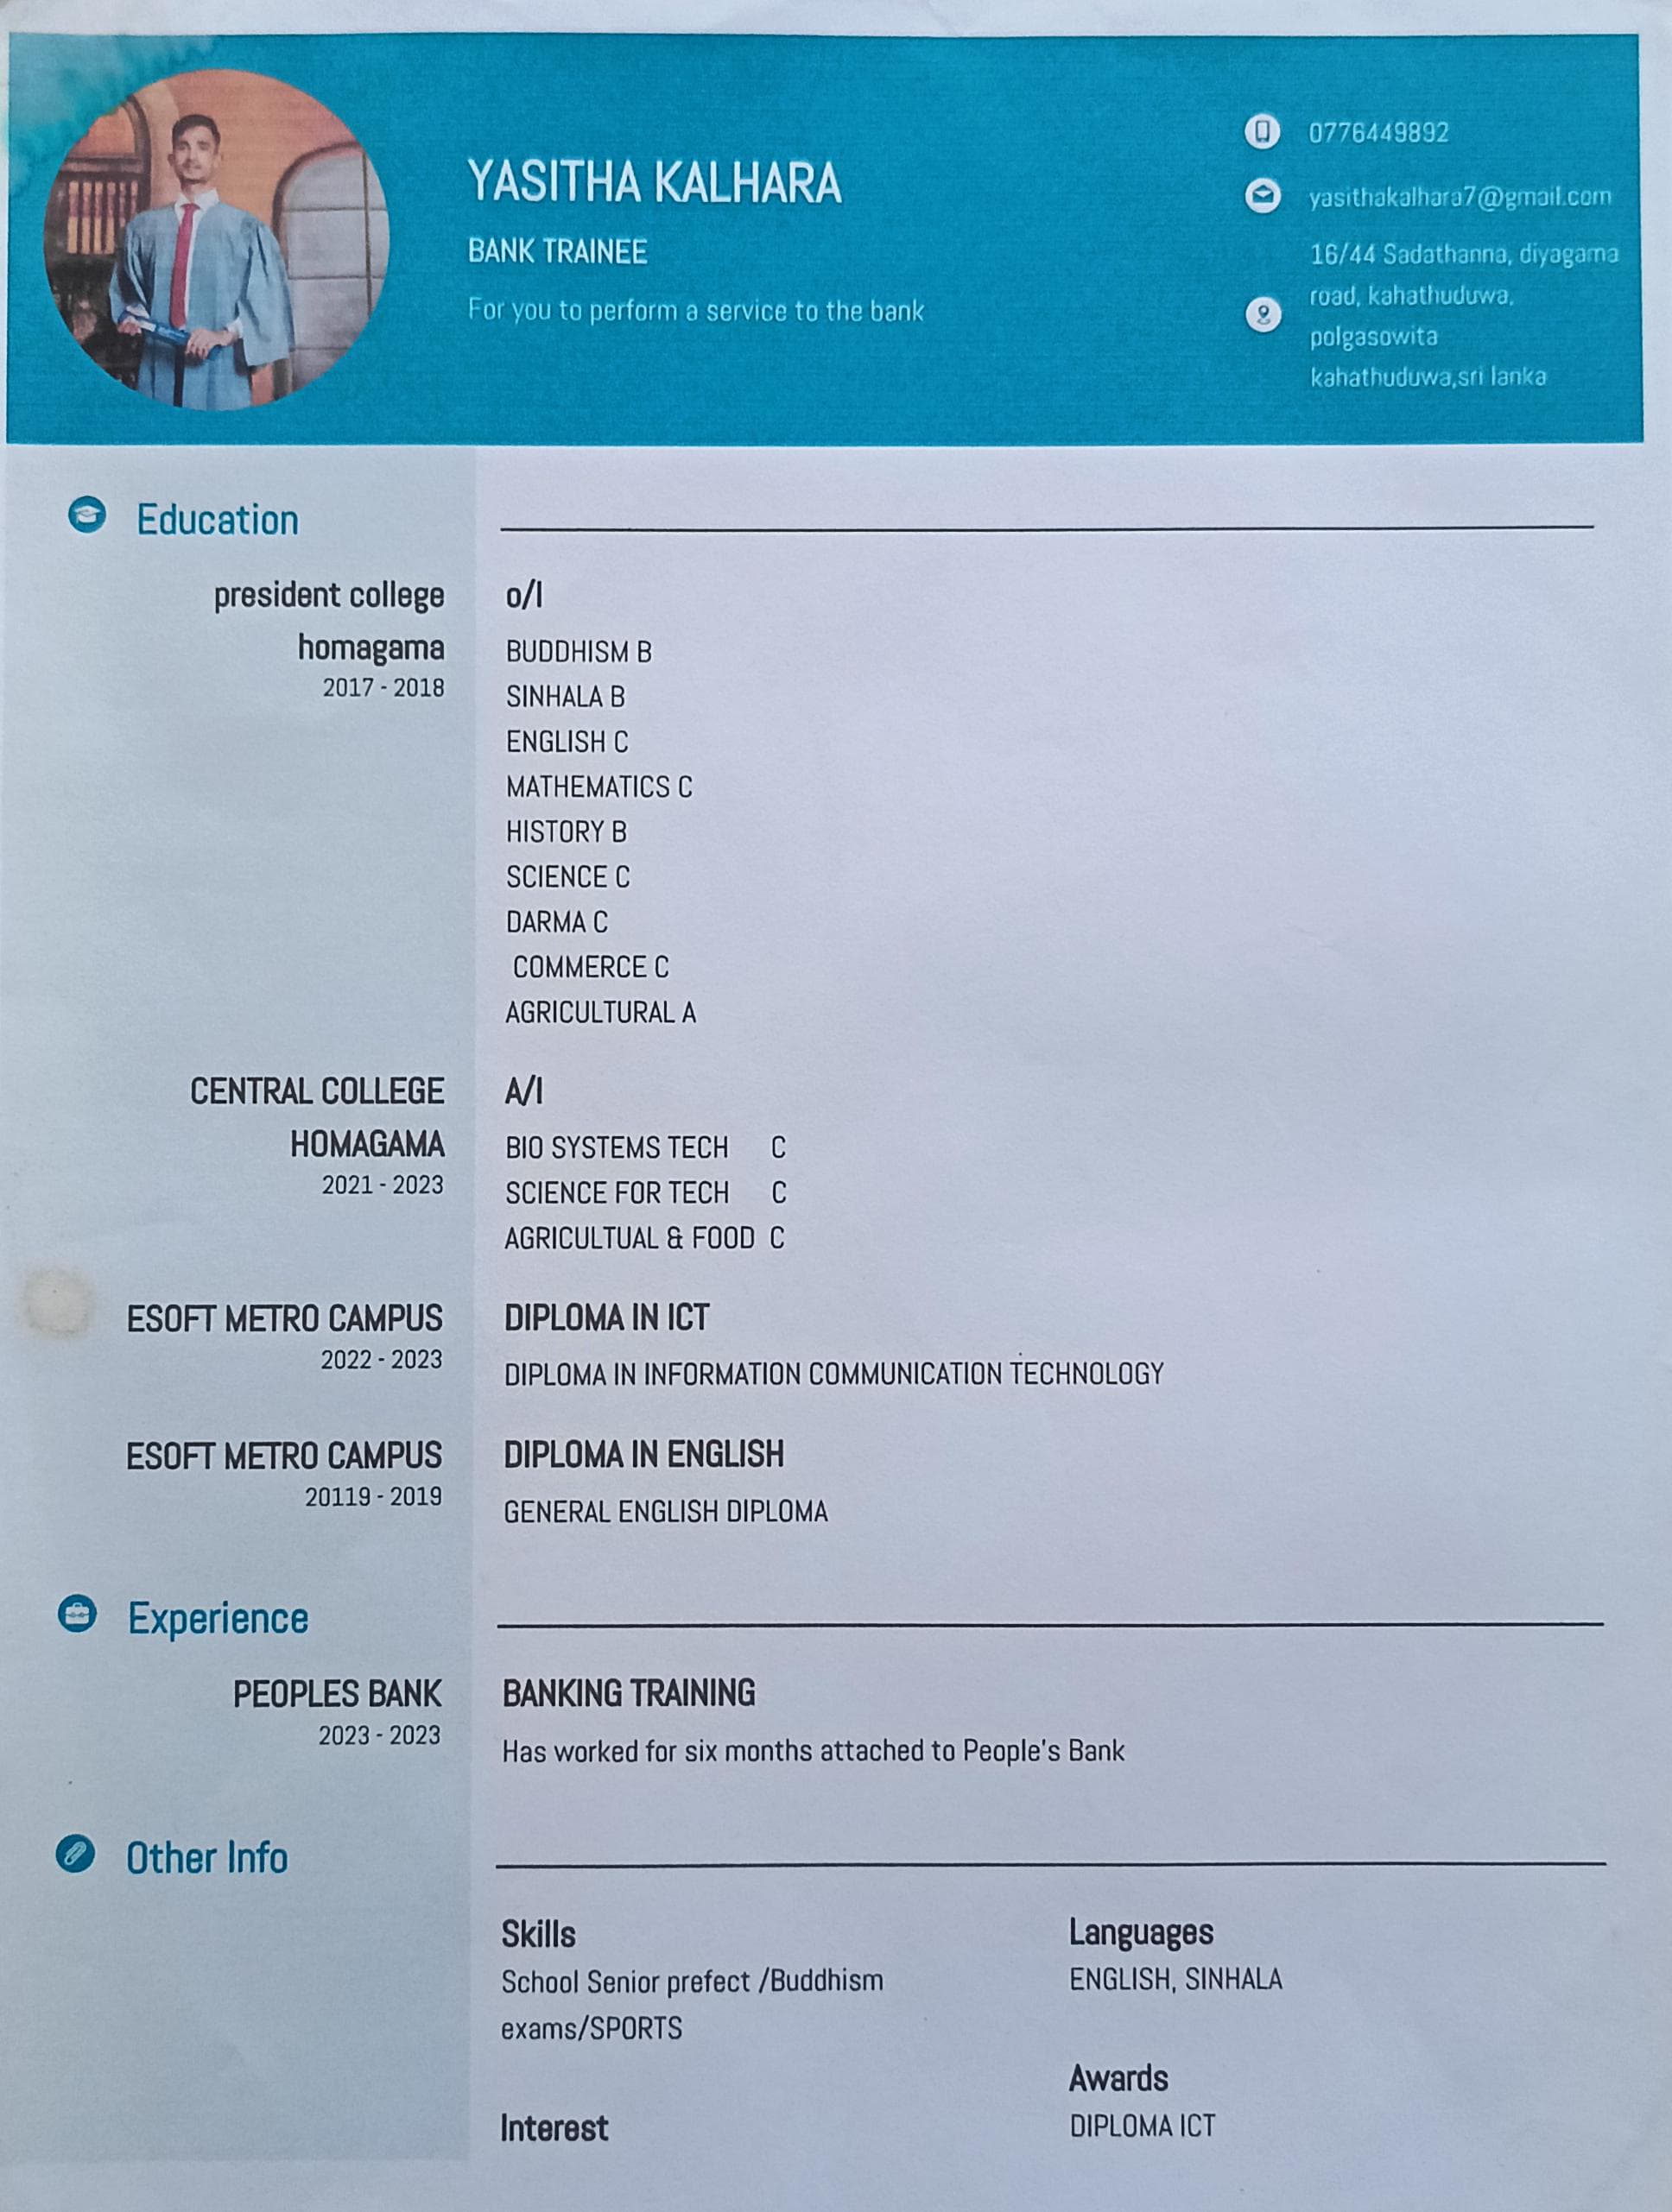 YASITHA KALHARA
BANK TRAINEE
For you to perform a service to the bank
0776449892
yasithakalhara7@gmail.com
16/44 Sadathanna, diyagama
road, kahathuduwa,
polgasowita
kahathuduwa,sri lanka
Education
president college
homagama
2017 - 2018
o/l
BUDDHISM B
SINHALA B
ENGLISH C
MATHEMATICS C
HISTORY B
SCIENCE C
DARMA C
COMMERCE C
AGRICULTURAL A
CENTRAL COLLEGE
HOMAGAMA
2021 - 2023
A/l
BIO SYSTEMS TECH C
SCIENCE FOR TECH C
AGRICULTUAL & FOOD C
ESOFT METRO CAMPUS
2022 - 2023
DIPLOMA IN ICT
DIPLOMA IN INFORMATION COMMUNICATION TECHNOLOGY
ESOFT METRO CAMPUS
20119 - 2019
DIPLOMA IN ENGLISH
GENERAL ENGLISH DIPLOMA
Experience
PEOPLES BANK
2023 - 2023
BANKING TRAINING
Has worked for six months attached to People's Bank
Other Info
Skills
School Senior prefect /Buddhism
exams/SPORTS
Interest
Languages
ENGLISH, SINHALA
Awards
DIPLOMA ICT